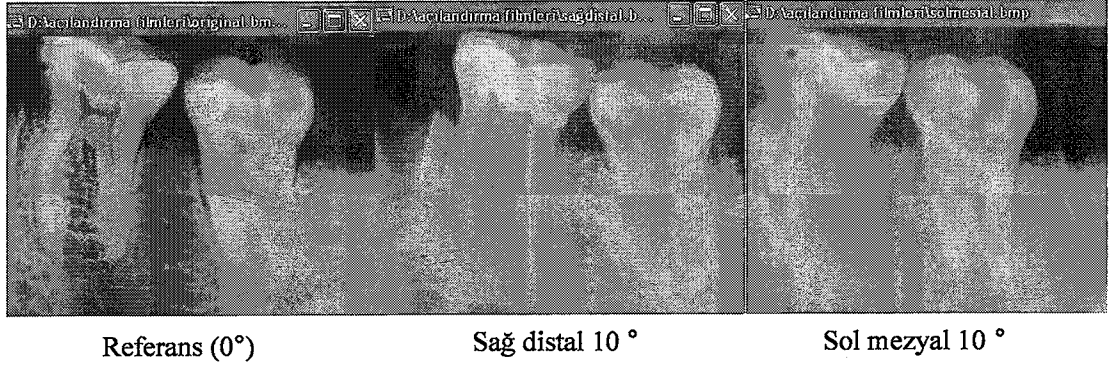 D:\açılandırma filmleri\original.bm...
D:\açılandırma filmleri\sağdistal.b...
D:\açılandırma filmleri\solmesial.bmp
Referans (0°)
Sağ distal 10 °
Sol mezyal 10 °